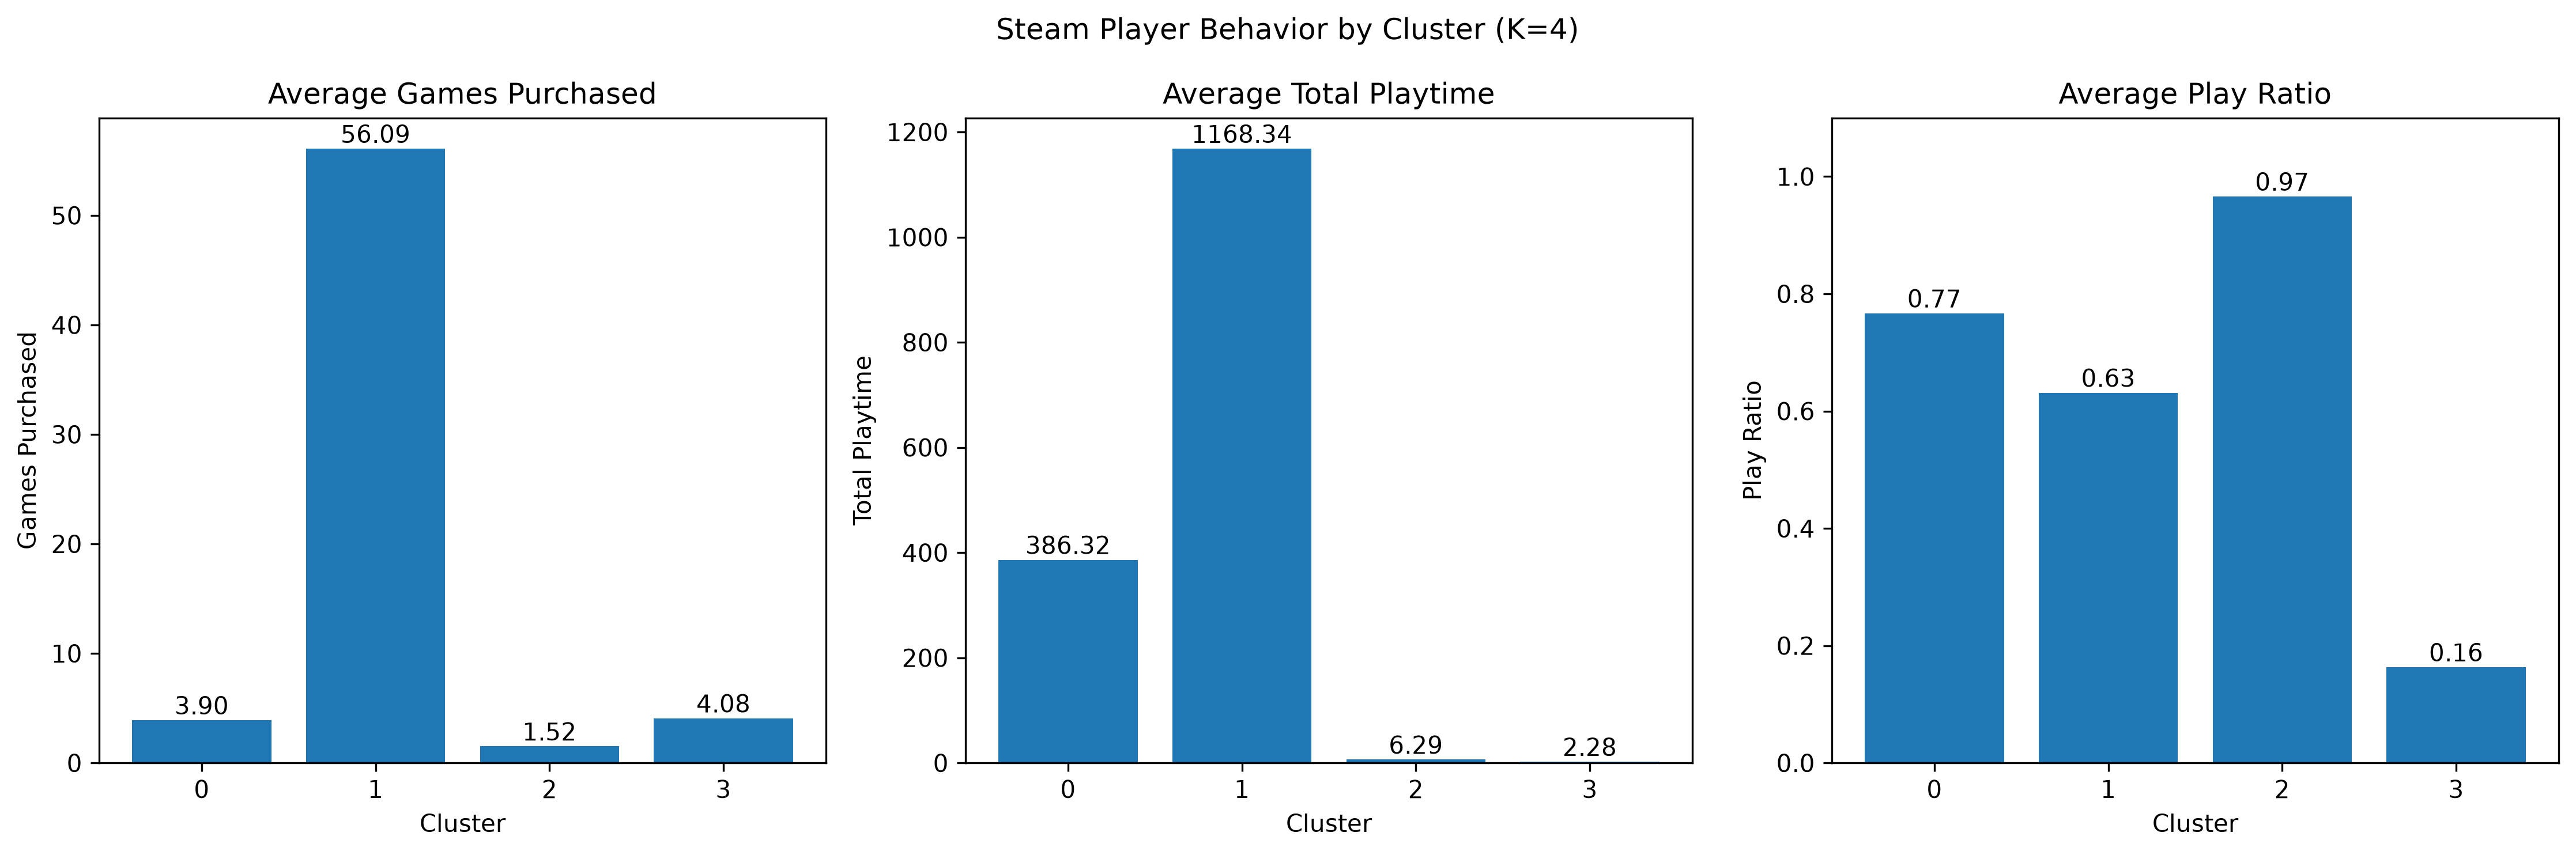 Steam Player Behavior by Cluster (K=4)
Average Games Purchased
Games Purchased
50
40
30
20
10
0
56.09
3.90
1.52
4.08
0 1 2 3
Cluster
Average Total Playtime
Total Playtime
1200
1000
800
600
400
200
0
1168.34
386.32
6.29
2.28
0 1 2 3
Cluster
Average Play Ratio
Play Ratio
1.0
0.8
0.6
0.4
0.2
0.0
0.97
0.77
0.63
0.16
0 1 2 3
Cluster